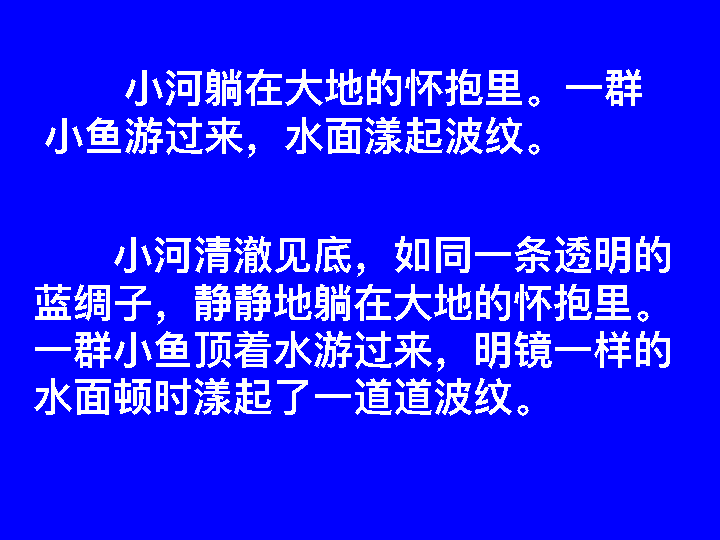 小河躺在大地的怀抱里。一群
小鱼游过来，水面漾起波纹。
小河清澈见底，如同一条透明的
蓝绸子，静静地躺在大地的怀抱里。
一群小鱼顶着水游过来，明镜一样的
水面顿时漾起了一道道波纹。